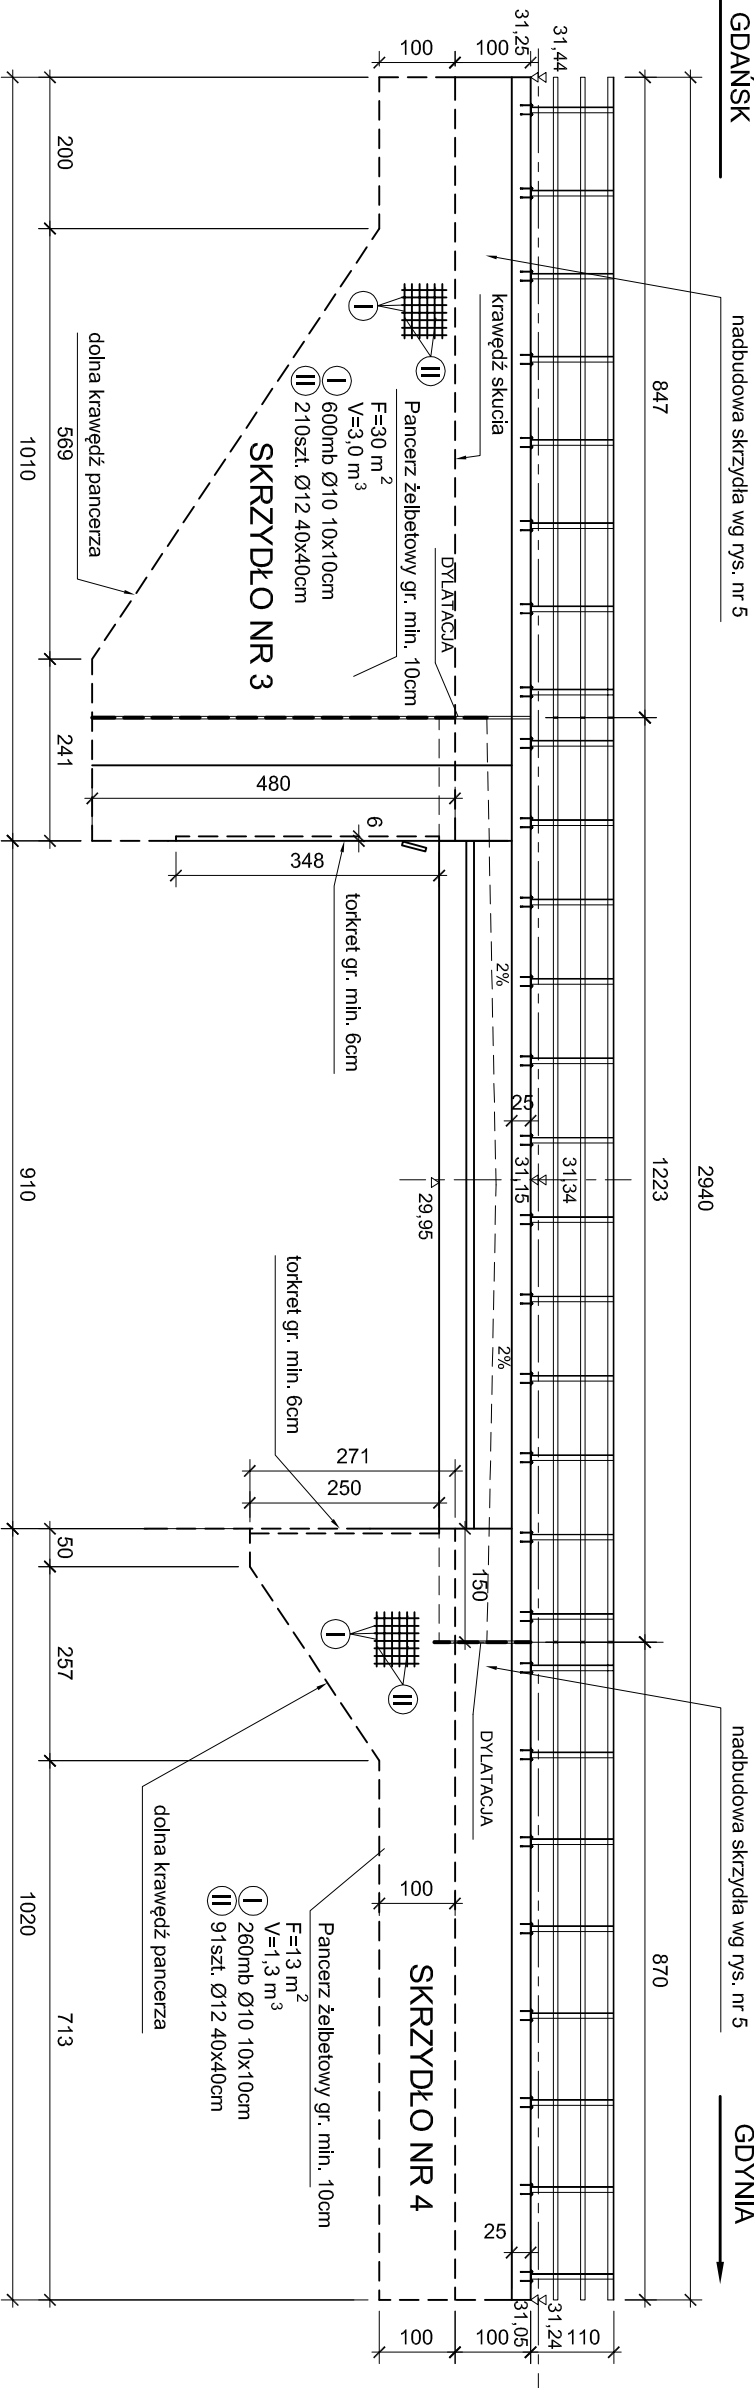 GDAŃSK
GDYNIA
nadbudowa skrzydła wg rys. nr 5
nadbudowa skrzydła wg rys. nr 5
2940
847
1223
870
31,44
31,25
31,34
31,15
29,95
31,24
31,05
110
100
100
100
100
100
25
25
2%
2%
krawędź skucia
DYLATACJA
DYLATACJA
150
I
II
Pancerz żelbetowy gr. min. 10cm
F=30 m²
V=3,0 m³
I 600mb Ø10 10x10cm
II 210szt. Ø12 40x40cm
SKRZYDŁO NR 3
dolna krawędź pancerza
480
6
348
torkret gr. min. 6cm
torkret gr. min. 6cm
271
250
I
II
Pancerz żelbetowy gr. min. 10cm
F=13 m²
V=1,3 m³
I 260mb Ø10 10x10cm
II 91szt. Ø12 40x40cm
SKRZYDŁO NR 4
dolna krawędź pancerza
200
569
241
50
257
713
1010
910
1020